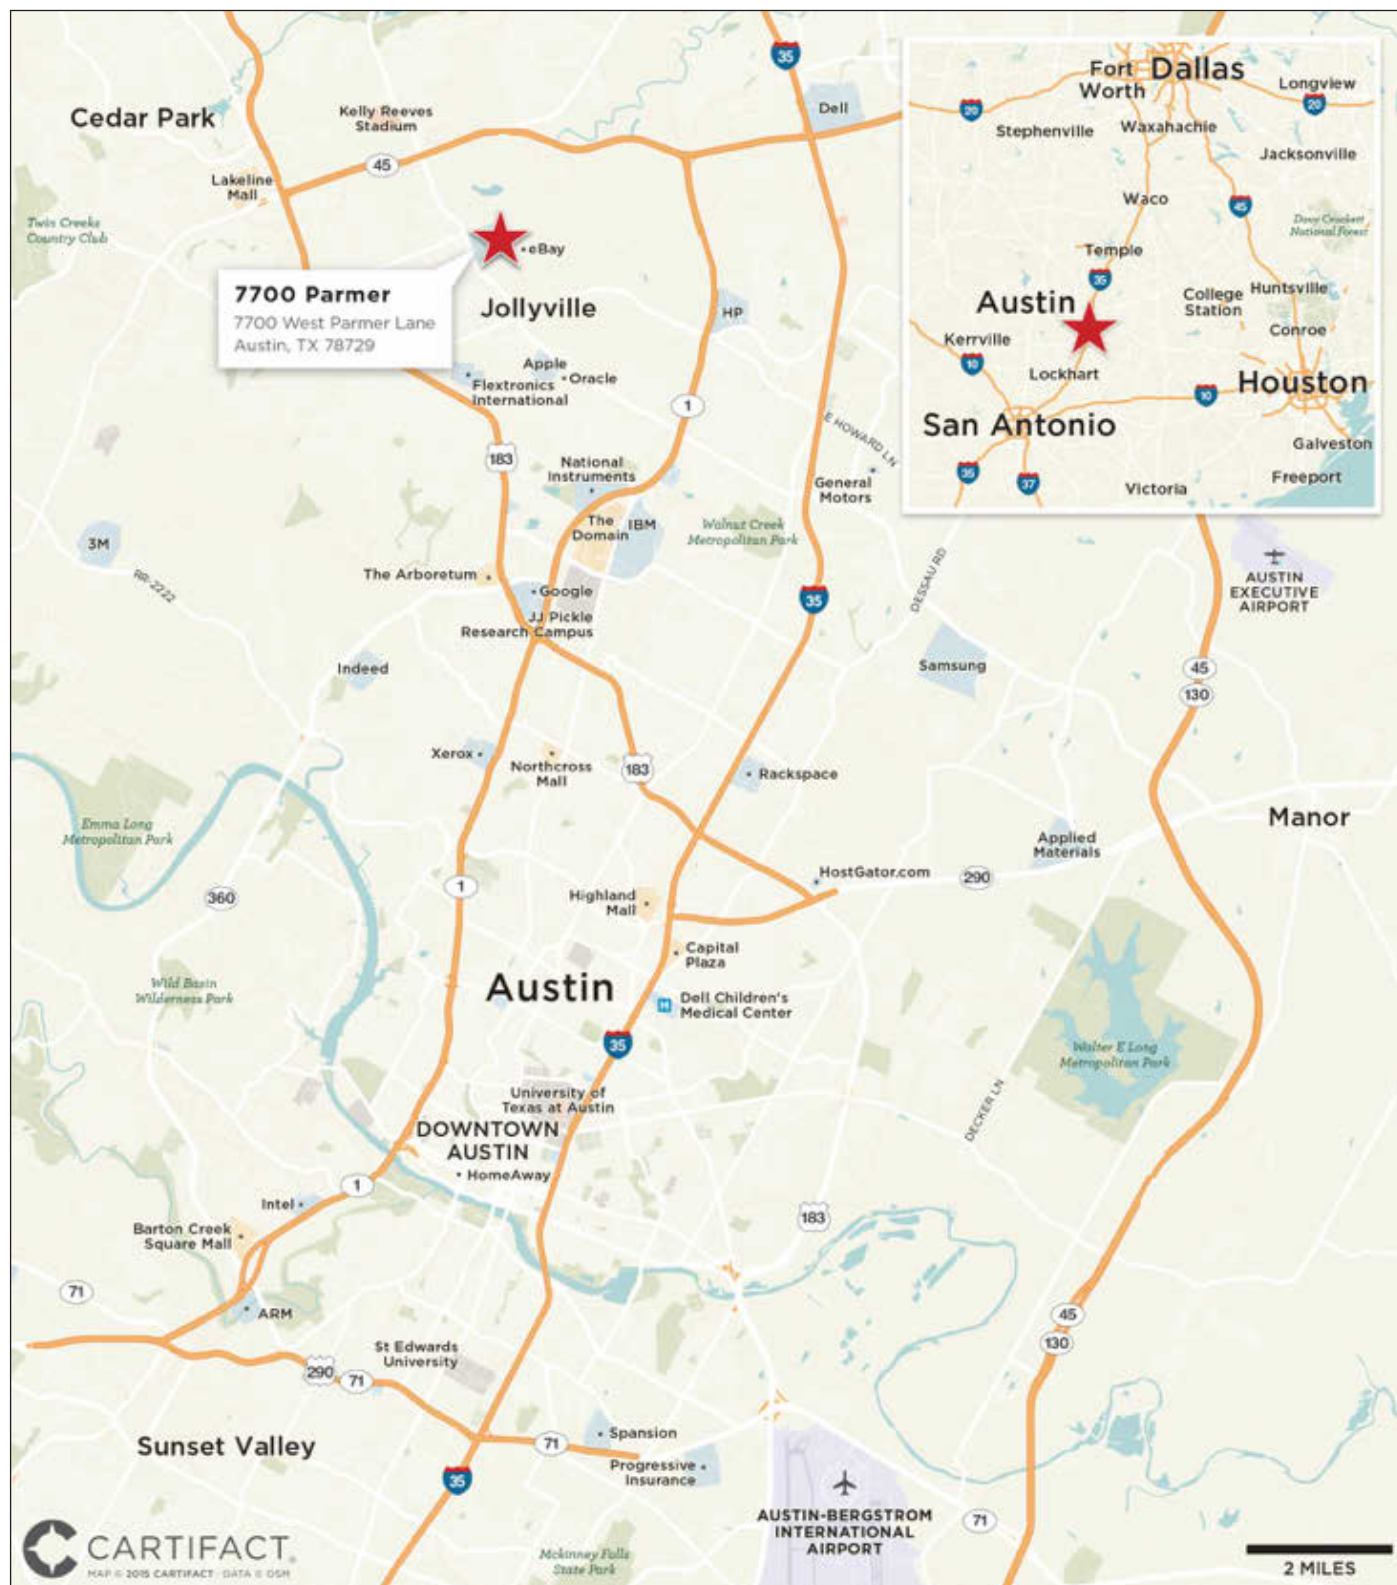 35
Cedar Park
Kelly Reeves
Stadium
Dell
45
Lakeline
Mall
Twin Creeks
Country Club
eBay
7700 Parmer
7700 West Parmer Lane
Austin, TX 78729
Jollyville
HP
Apple
Oracle
Flextronics
International
1
E HOWARD LN
183
National
Instruments
General
Motors
The
Domain
IBM
Walnut Creek
Metropolitan Park
3M
RR-2222
The Arboretum
Google
JJ Pickle
Research Campus
35
DESSAU RD
Indeed
Samsung
Xerox
Northcross
Mall
183
Rackspace
Emma Long
Metropolitan Park
360
1
Highland
Mall
HostGator.com
290
Applied
Materials
Manor
Capital
Plaza
Wild Basin
Wilderness Park
Austin
H
Dell Children's
Medical Center
35
Walter E Long
Metropolitan Park
University of
Texas at Austin
DECKER LN
DOWNTOWN
AUSTIN
HomeAway
1
Intel
183
Barton Creek
Square Mall
71
ARM
45
130
St Edwards
University
290
71
Sunset Valley
Spansion
71
Progressive
Insurance
35
AUSTIN-BERGSTROM
INTERNATIONAL
AIRPORT
71
Mckinney Falls
State Park
CARTIFACT
MAP © 2015 CARTIFACT · DATA © OSM
2 MILES
Fort
Worth
Dallas
Longview
20
20
Stephenville
Waxahachie
Jacksonville
Waco
45
Davy Crockett
National Forest
Temple
35
College
Station
Huntsville
Austin
Conroe
Kerrville
10
Lockhart
10
Houston
San Antonio
Galveston
35
37
Victoria
Freeport
AUSTIN
EXECUTIVE
AIRPORT
45
130